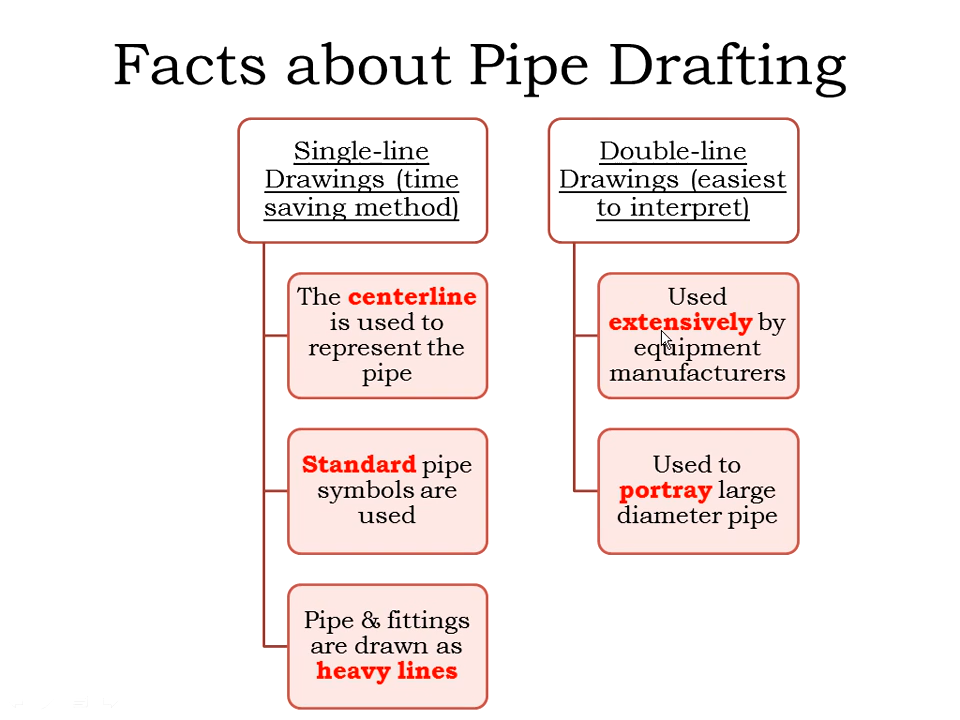 Facts about Pipe Drafting
Single-line
Drawings (time
saving method)
The centerline
is used to
represent the
pipe
Standard pipe
symbols are
used
Pipe & fittings
are drawn as
heavy lines
Double-line
Drawings (easiest
to interpret)
Used
extensively by
equipment
manufacturers
Used to
portray large
diameter pipe